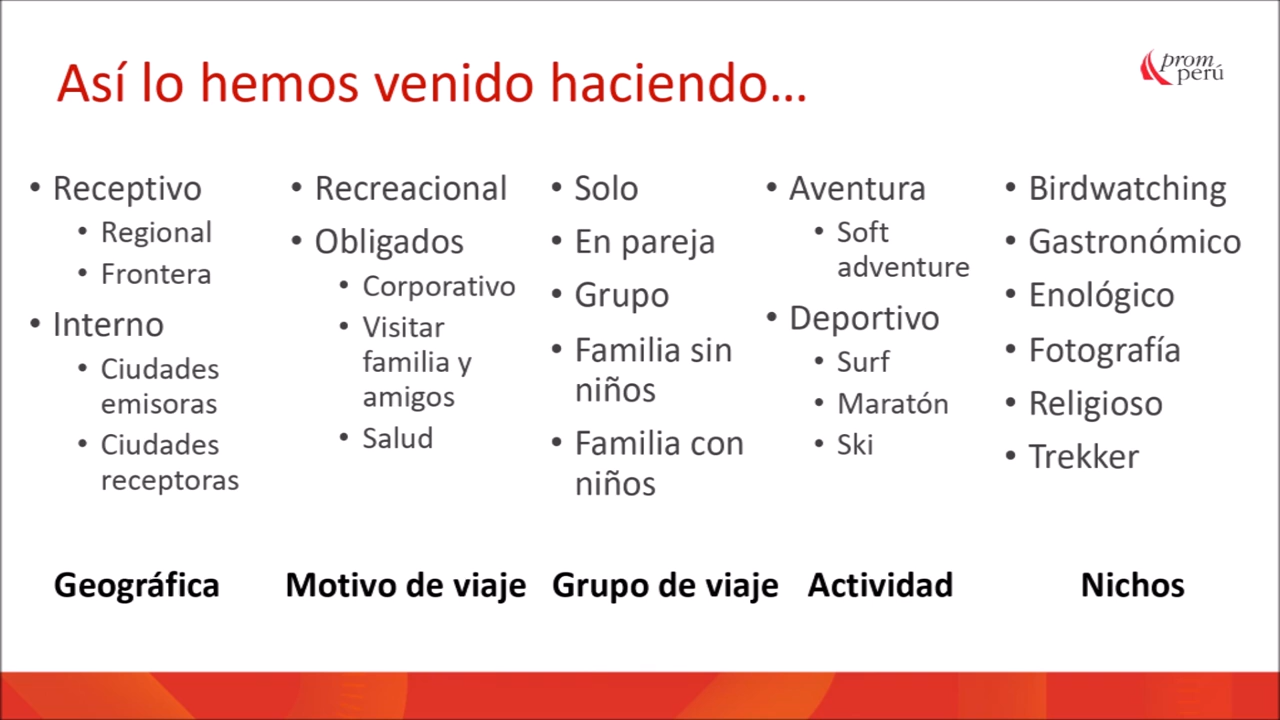 Así lo hemos venido haciendo...
prom
perú
• Receptivo
• Regional
• Frontera
• Interno
• Ciudades
emisoras
• Ciudades
receptoras
Geográfica
• Recreacional
• Obligados
• Corporativo
• Visitar
familia y
amigos
• Salud
Motivo de viaje
• Solo
• En pareja
• Grupo
• Familia sin
niños
• Familia con
niños
Grupo de viaje
• Aventura
• Soft
adventure
• Deportivo
• Surf
• Maratón
• Ski
Actividad
• Birdwatching
• Gastronómico
• Enológico
• Fotografía
• Religioso
• Trekker
Nichos